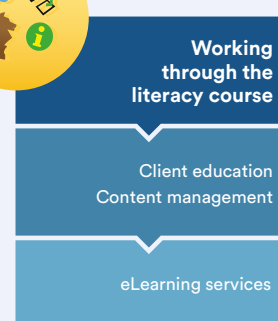 Working
through the
literacy course
Client education
Content management
eLearning services